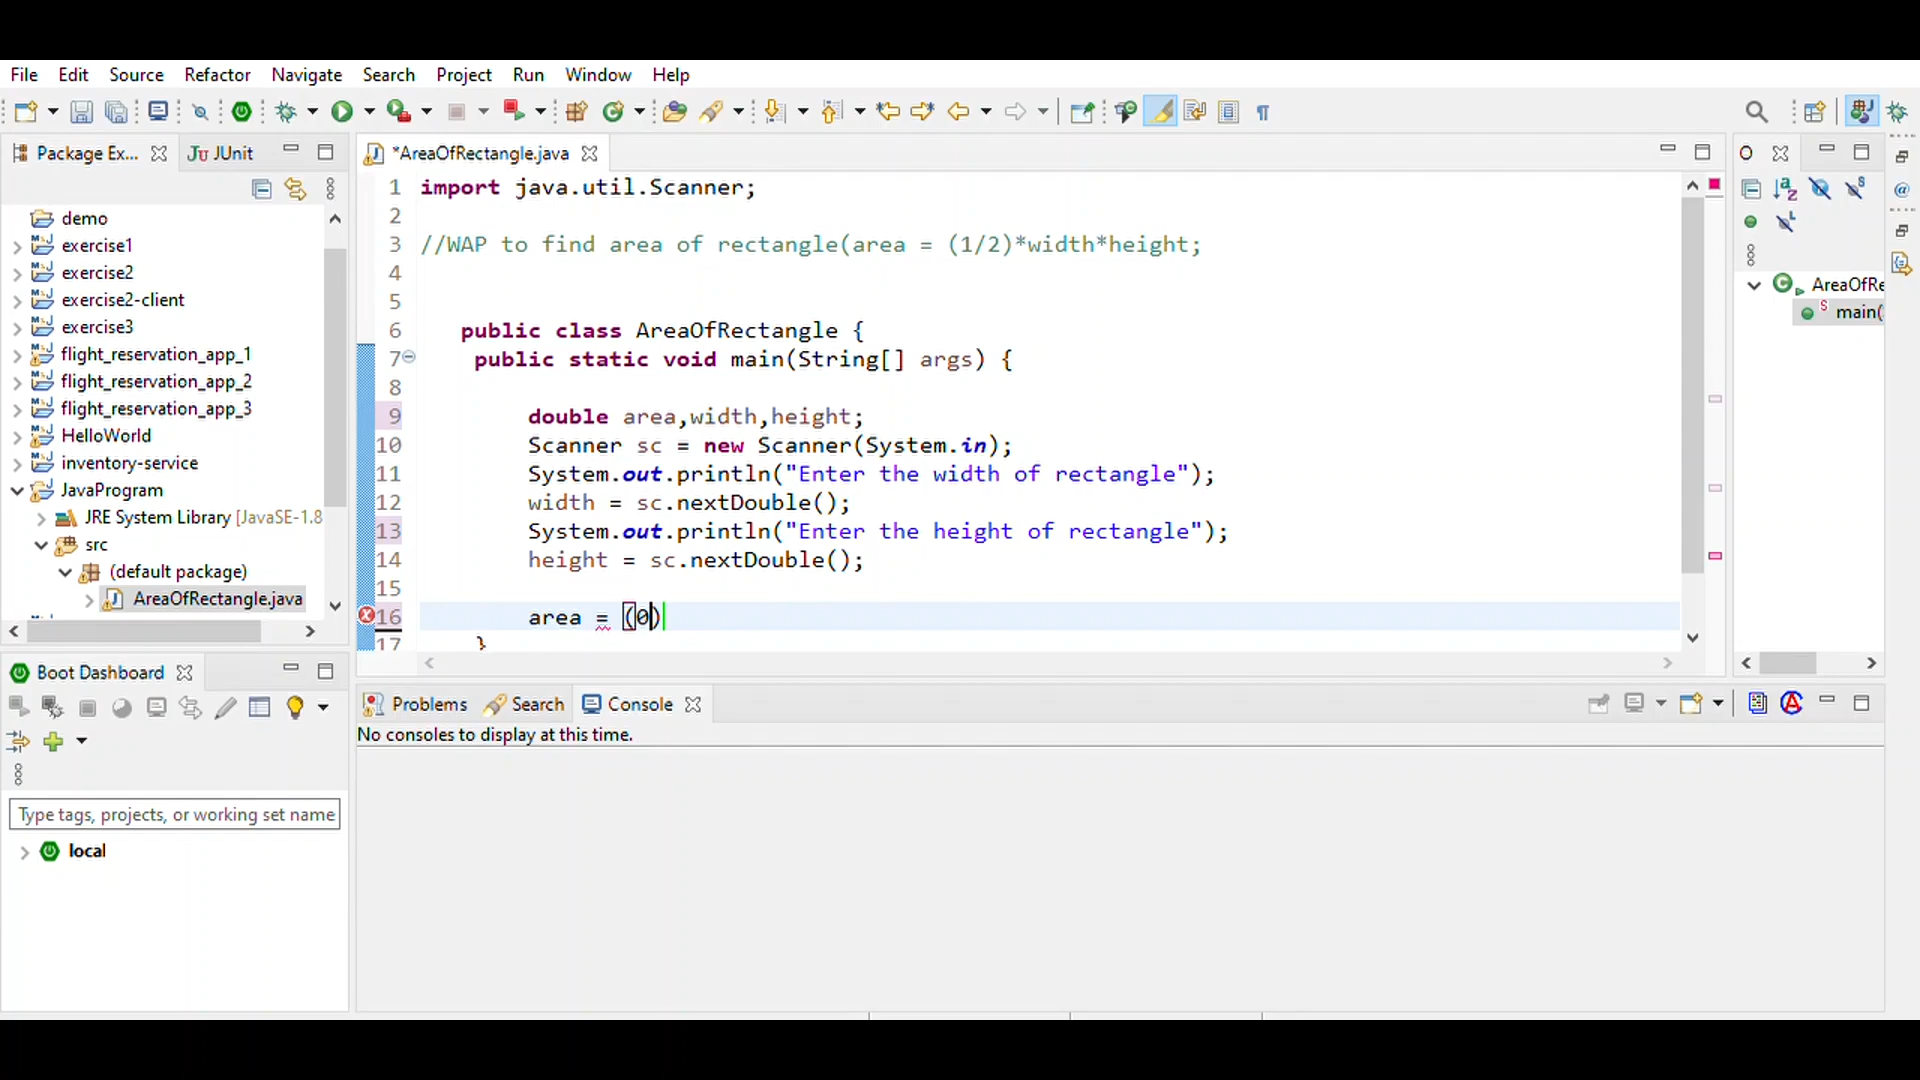 File Edit Source Refactor Navigate Search Project Run Window Help
Package Ex... JUnit
demo
exercise1
exercise2
exercise2-client
exercise3
flight_reservation_app_1
flight_reservation_app_2
flight_reservation_app_3
HelloWorld
inventory-service
JavaProgram
JRE System Library [JavaSE-1.8
src
(default package)
AreaOfRectangle.java
*AreaOfRectangle.java
1 import java.util.Scanner;
2
3 //WAP to find area of rectangle(area = (1/2)*width*height;
4
5
6 public class AreaOfRectangle {
7 public static void main(String[] args) {
8
9 double area,width,height;
10 Scanner sc = new Scanner(System.in);
11 System.out.println("Enter the width of rectangle");
12 width = sc.nextDouble();
13 System.out.println("Enter the height of rectangle");
14 height = sc.nextDouble();
15
16 area = (0)
17 }
O
AreaOfRe
main(
Boot Dashboard
Type tags, projects, or working set name
local
Problems Search Console
No consoles to display at this time.